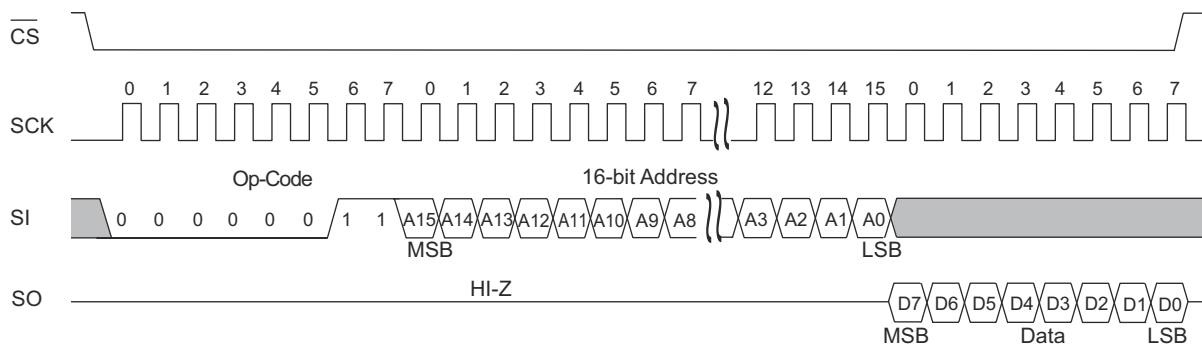 CS
0 1 2 3 4 5 6 7 0 1 2 3 4 5 6 7 12 13 14 15 0 1 2 3 4 5 6 7
SCK
Op-Code 16-bit Address
SI 0 0 0 0 0 0 1 1 A15 A14 A13 A12 A11 A10 A9 A8 A3 A2 A1 A0
MSB LSB
HI-Z
SO D7 D6 D5 D4 D3 D2 D1 D0
MSB Data LSB